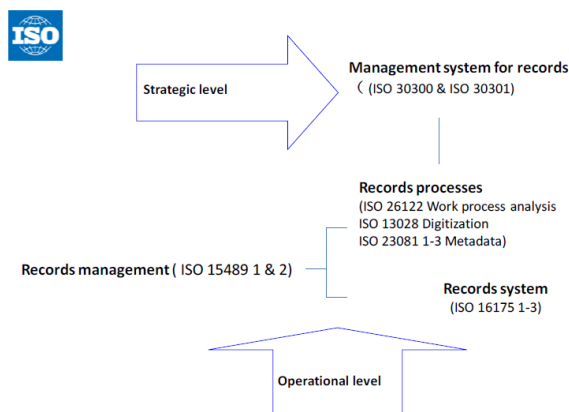 ISO
Management system for records
( (ISO 30300 & ISO 30301)
Strategic level
Records processes
(ISO 26122 Work process analysis
ISO 13028 Digitization
ISO 23081 1-3 Metadata)
Records management ( ISO 15489 1 & 2)
Records system
(ISO 16175 1-3)
Operational level